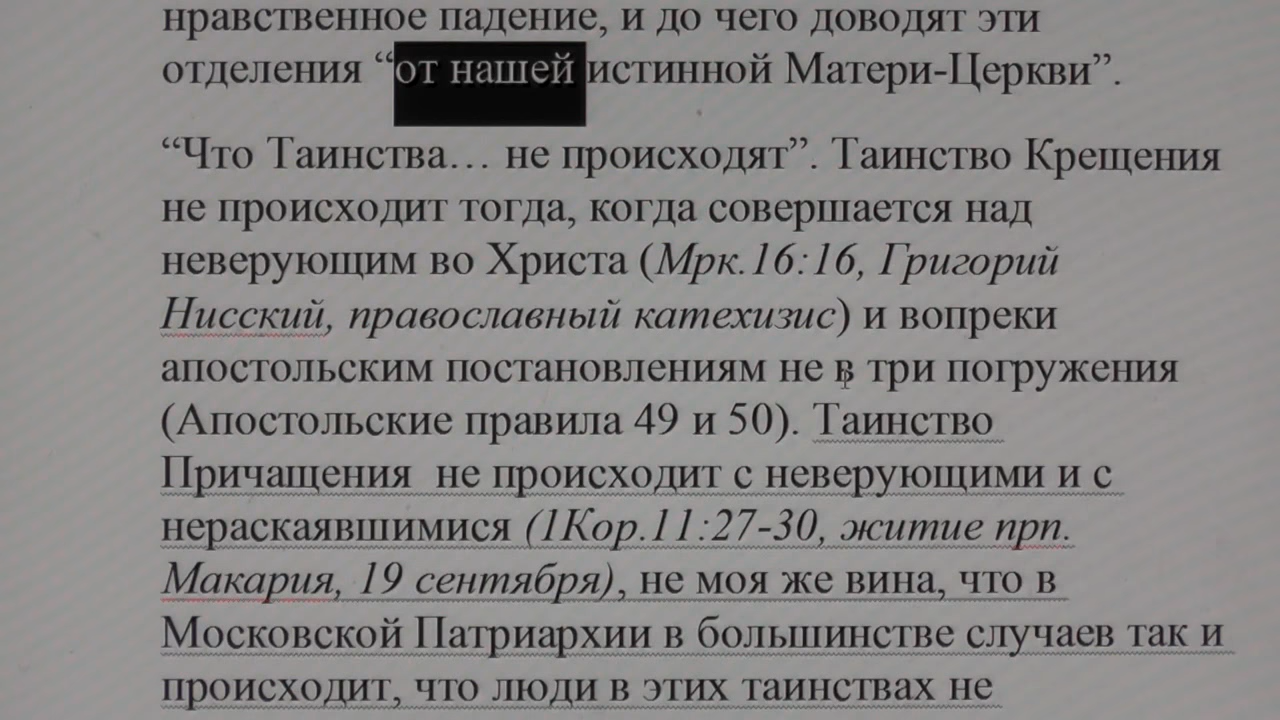 нравственное падение, и до чего доводят эти
отделения “от нашей истинной Матери-Церкви”.
“Что Таинства… не происходят”. Таинство Крещения
не происходит тогда, когда совершается над
неверующим во Христа (Мрк.16:16, Григорий
Нисский, православный катехизис) и вопреки
апостольским постановлениям не в три погружения
(Апостольские правила 49 и 50). Таинство
Причащения  не происходит с неверующими и с
нераскаявшимися (1Кор.11:27-30, житие прп.
Макария, 19 сентября), не моя же вина, что в
Московской Патриархии в большинстве случаев так и
происходит, что люди в этих таинствах не